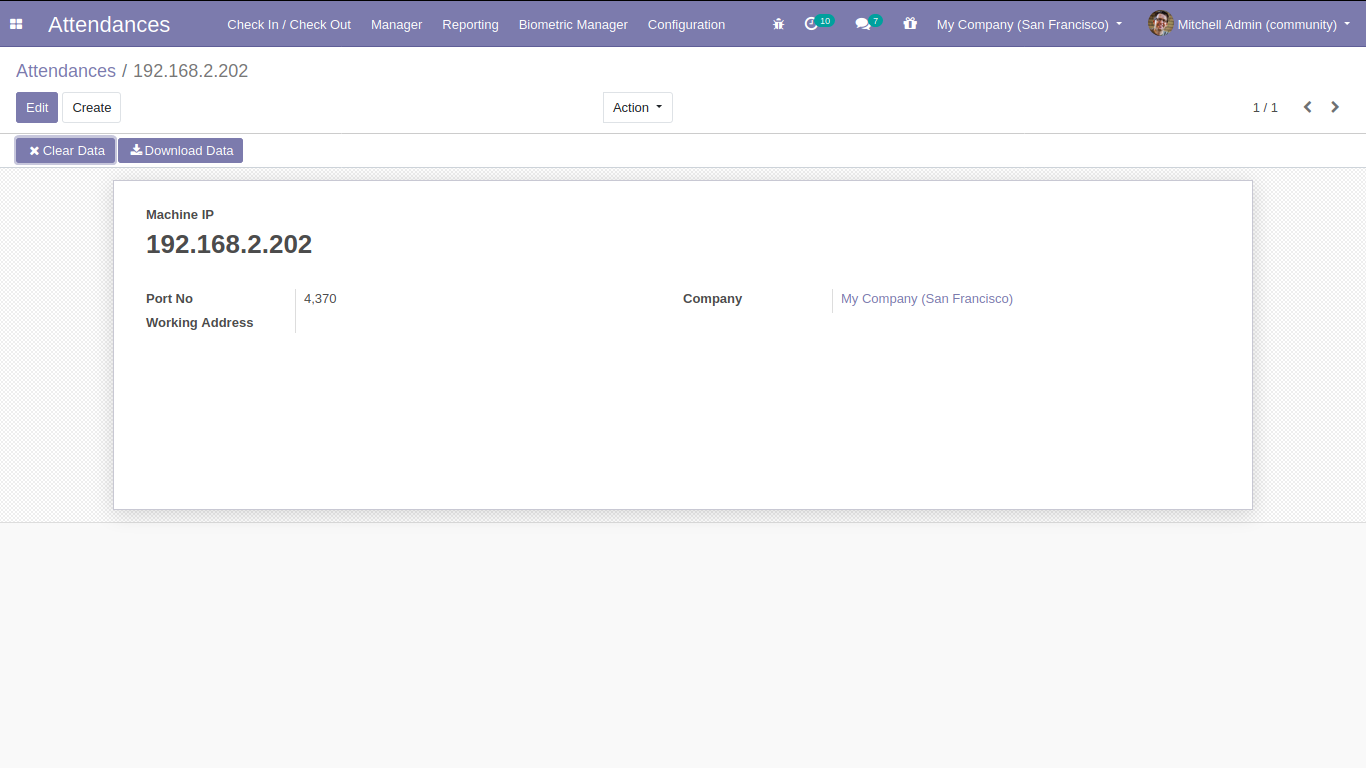 Attendances Check In / Check Out Manager Reporting Biometric Manager Configuration 10 7 My Company (San Francisco) Mitchell Admin (community)
Attendances / 192.168.2.202
Edit Create Action 1 / 1
Clear Data Download Data
Machine IP
192.168.2.202
Port No 4,370 Company My Company (San Francisco)
Working Address